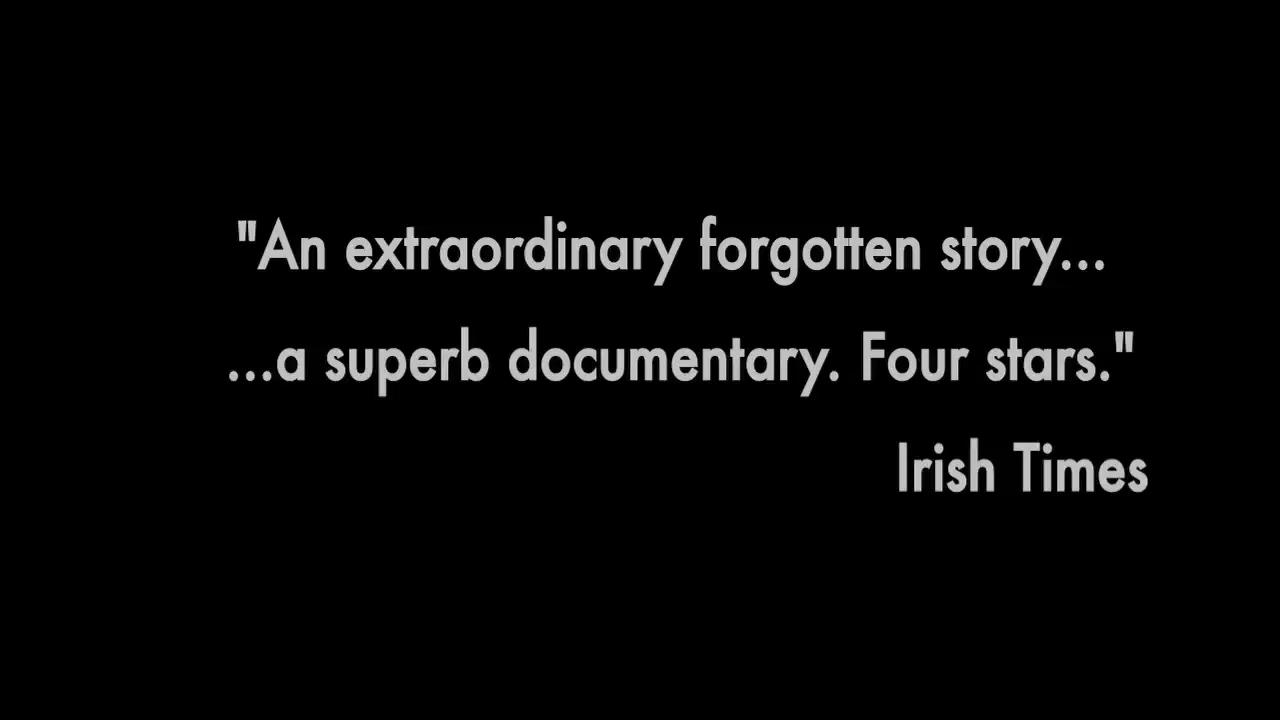 "An extraordinary forgotten story...
...a superb documentary. Four stars."
Irish Times